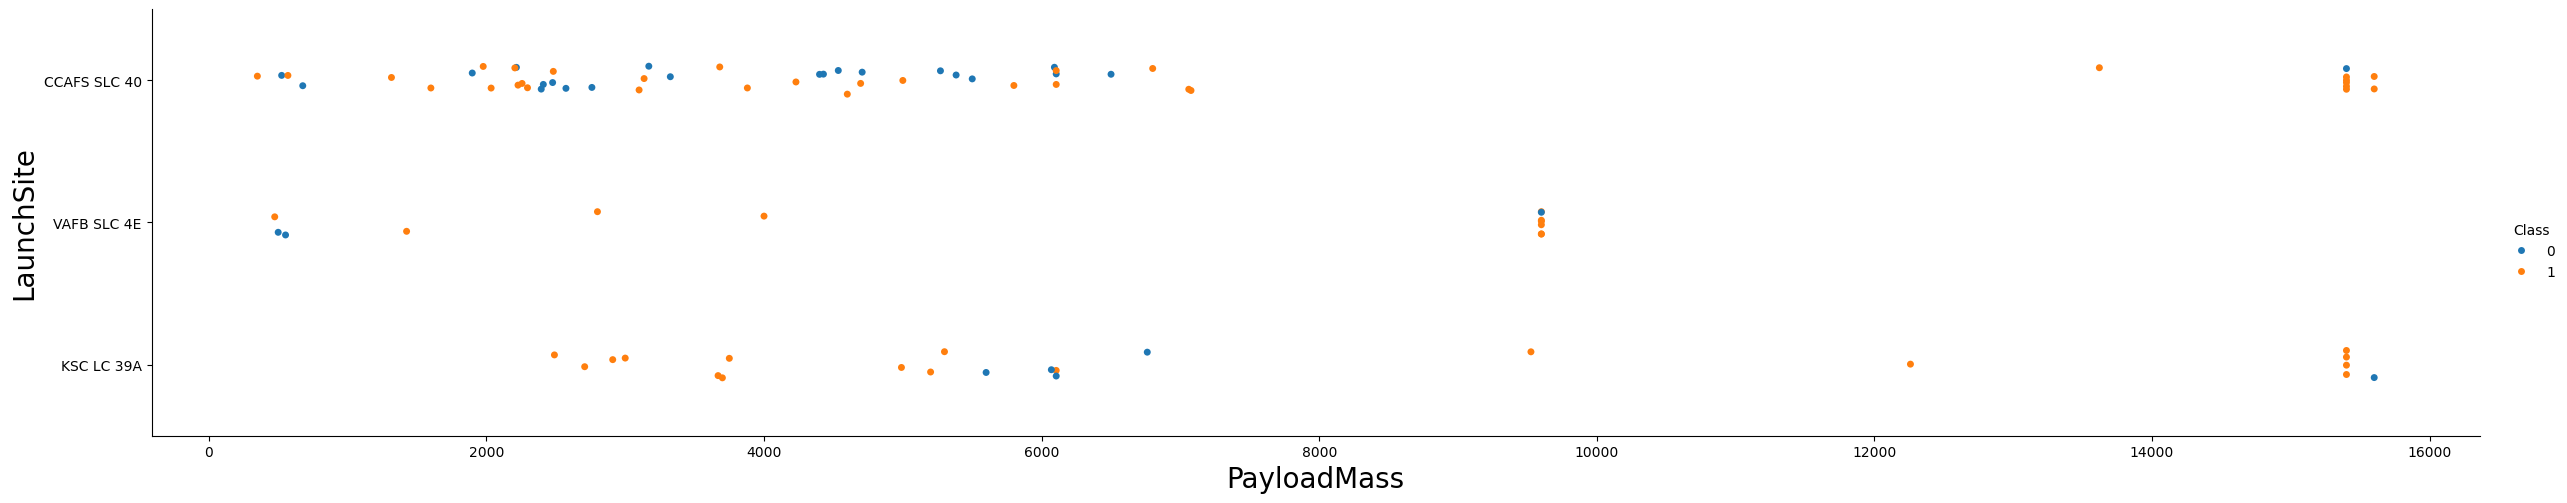 LaunchSite
CCAFS SLC 40
VAFB SLC 4E
KSC LC 39A
0
2000
4000
6000
8000
10000
12000
14000
16000
PayloadMass
Class
0
1